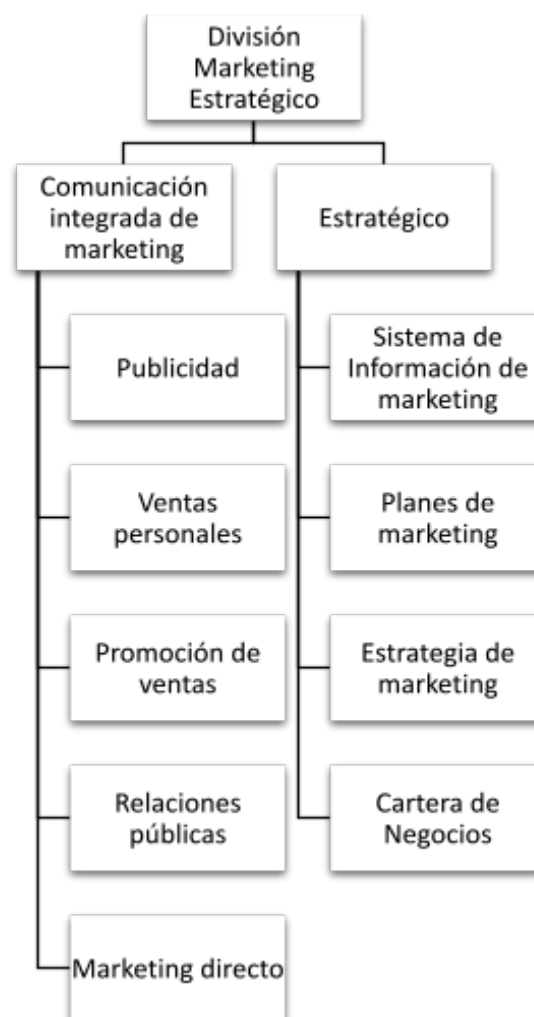 División
Marketing
Estratégico
Comunicación
integrada de
marketing
Estratégico
Publicidad
Sistema de
Información de
marketing
Ventas
personales
Planes de
marketing
Promoción de
ventas
Estrategia de
marketing
Relaciones
públicas
Cartera de
Negocios
Marketing directo